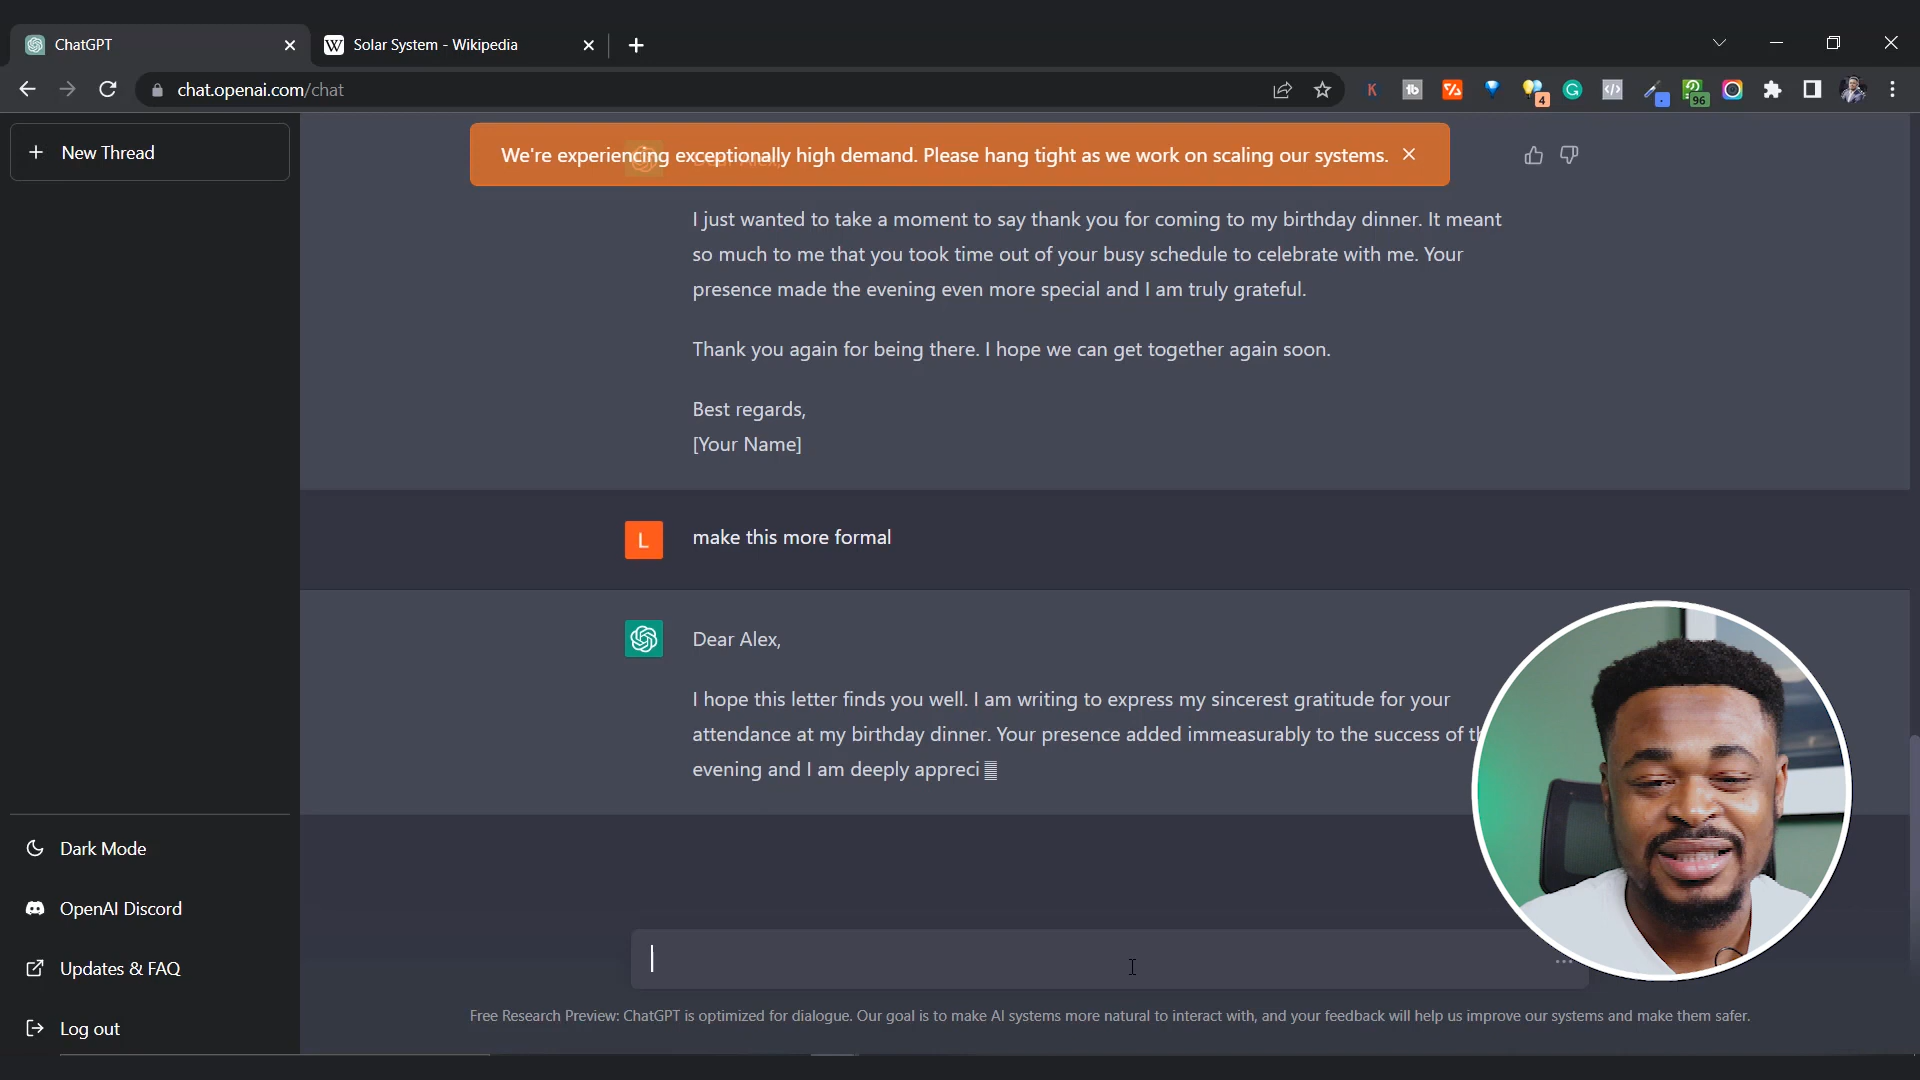 ChatGPT
Solar System - Wikipedia
chat.openai.com/chat
4
96
New Thread
We're experiencing exceptionally high demand. Please hang tight as we work on scaling our systems.
I just wanted to take a moment to say thank you for coming to my birthday dinner. It meant
so much to me that you took time out of your busy schedule to celebrate with me. Your
presence made the evening even more special and I am truly grateful.
Thank you again for being there. I hope we can get together again soon.
Best regards,
[Your Name]
L
make this more formal
Dear Alex,
I hope this letter finds you well. I am writing to express my sincerest gratitude for your
attendance at my birthday dinner. Your presence added immeasurably to the success of
evening and I am deeply appreci
Dark Mode
OpenAI Discord
Updates & FAQ
Log out
Free Research Preview: ChatGPT is optimized for dialogue. Our goal is to make AI systems more natural to interact with, and your feedback will help us improve our systems and make them safer.